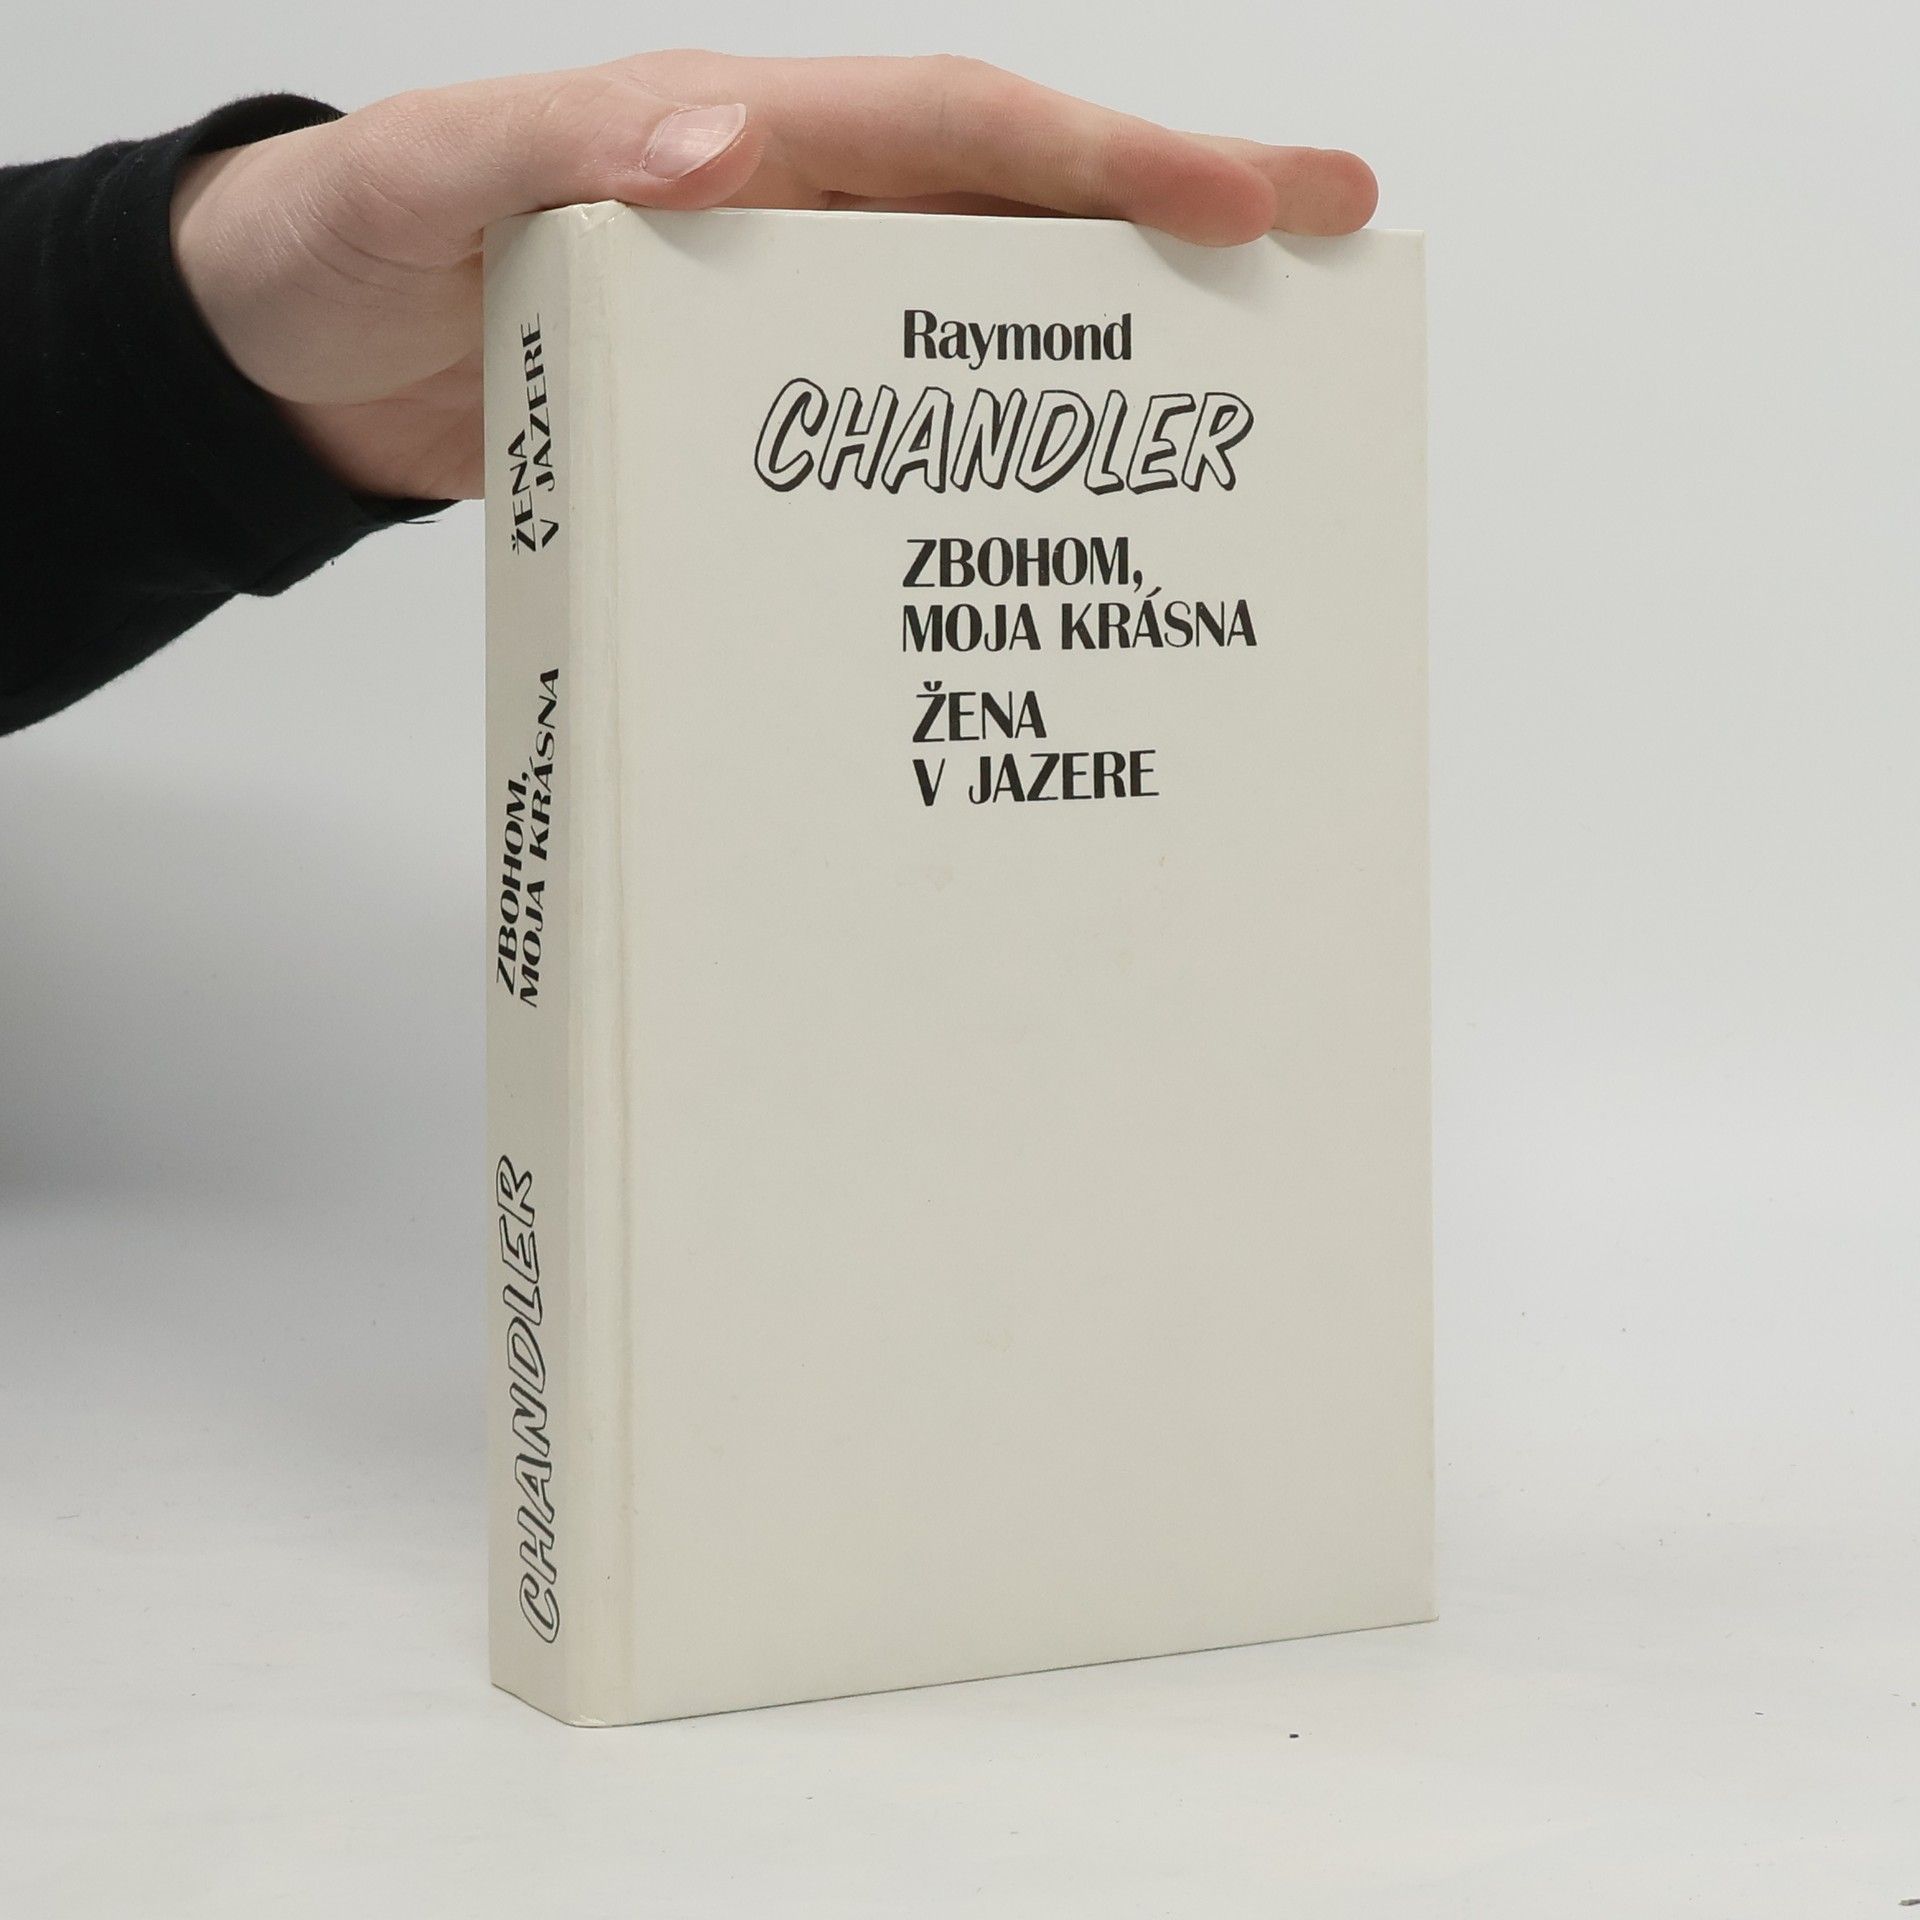 Raymond
CHANDLER
ZBOHOM,
MOJA KRÁSNA
ŽENA
V JAZERE
ŽENA
V JAZERE
ZBOHOM,
MOJA KRÁSNA
CHANDLER